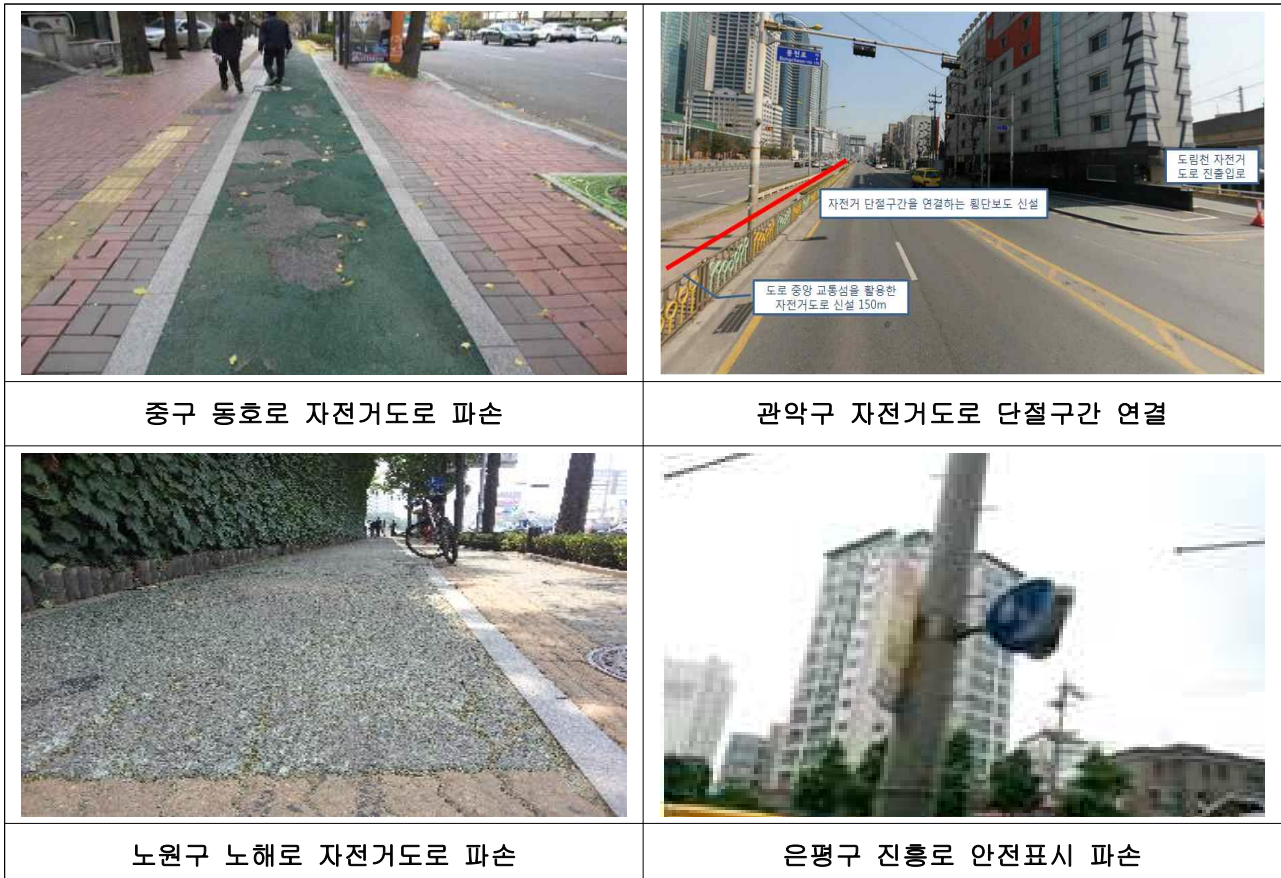 봉천로
Bongcheon-ro
도림천 자전거
도로 진출입로
자전거 단절구간을 연결하는 횡단보도 신설
도로 중앙 교통섬을 활용한
자전거도로 신설 150m
중구 동호로 자전거도로 파손
관악구 자전거도로 단절구간 연결
노원구 노해로 자전거도로 파손
은평구 진흥로 안전표시 파손